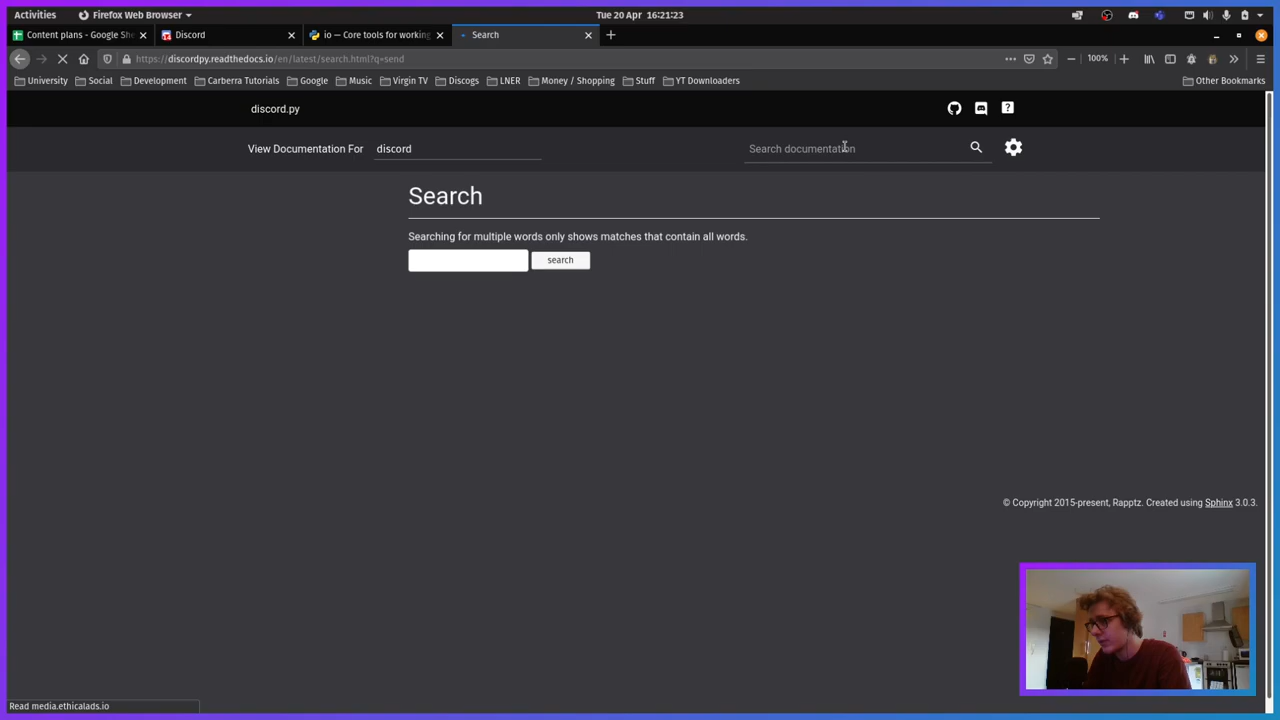 Activities Firefox Web Browser Tue 20 Apr 16:21:23
Content plans - Google She Discord io — Core tools for working Search
https://discordpy.readthedocs.io/en/latest/search.html?q=send 100%
University Social Development Carberra Tutorials Google Music Virgin TV Discogs LNER Money / Shopping Stuff YT Downloaders Other Bookmarks
discord.py
View Documentation For discord Search documentation
Search
Searching for multiple words only shows matches that contain all words.
search
© Copyright 2015-present, Rapptz. Created using Sphinx 3.0.3.
Read media.ethicalads.io